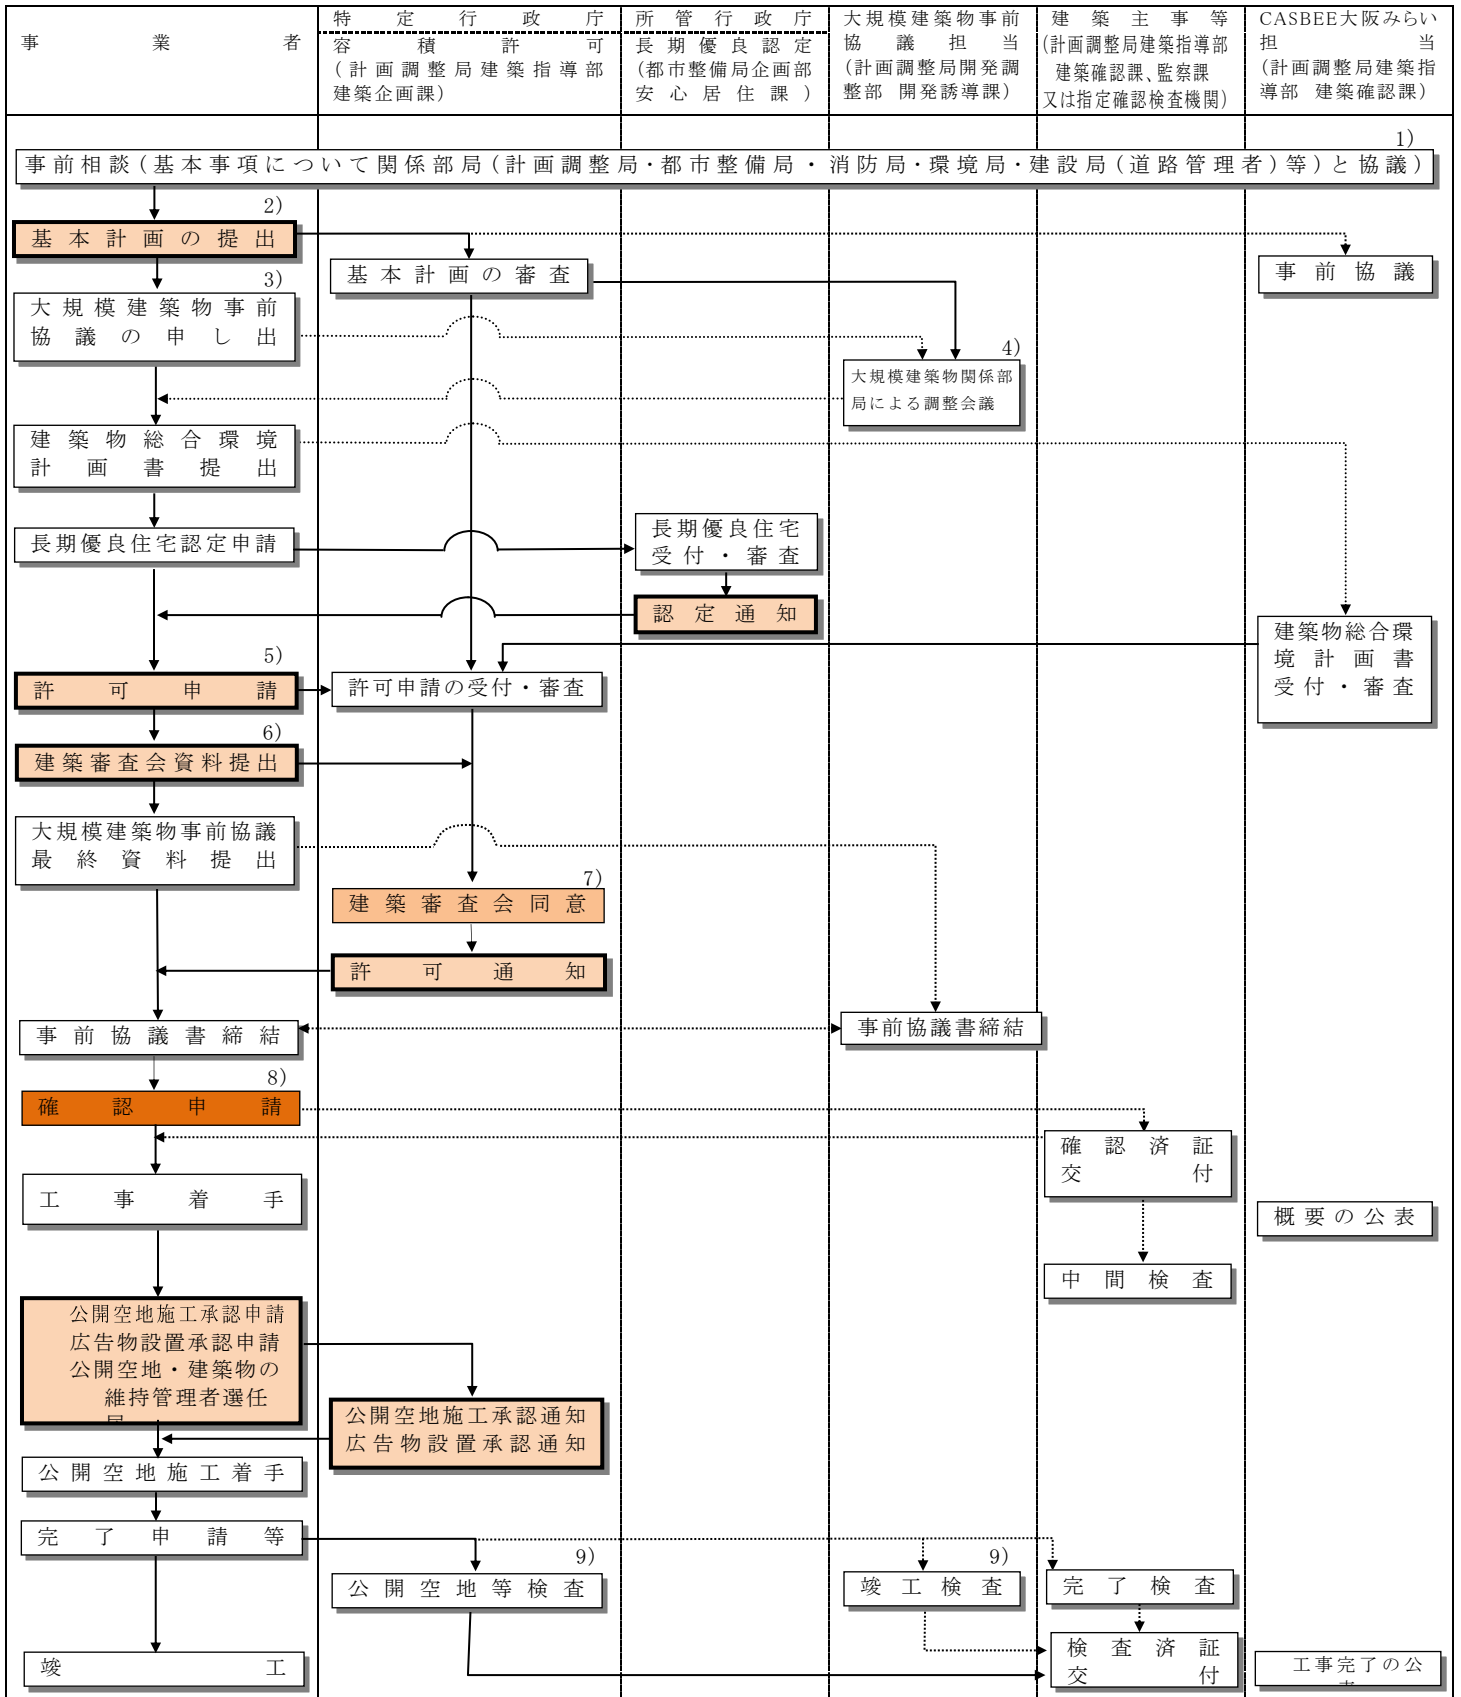 事業者
特定行政庁
容積許可
(計画調整局建築指導部
建築企画課)
所管行政庁
長期優良認定
(都市整備局企画部
安心居住課)
大規模建築物事前
協議担当
(計画調整局開発調
整部 開発誘導課)
建築主事等
(計画調整局建築指導部
建築確認課、監察課
又は指定確認検査機関)
CASBEE大阪みらい
担当
(計画調整局建築指
導部 建築確認課)
1)
事前相談(基本事項について関係部局(計画調整局・都市整備局・消防局・環境局・建設局(道路管理者)等)と協議)
2)
基本計画の提出
基本計画の審査
事前協議
3)
大規模建築物事前
協議の申し出
4)
大規模建築物関係部
局による調整会議
建築物総合環境
計画書提出
長期優良住宅認定申請
長期優良住宅
受付・審査
認定通知
建築物総合環
境計画書
受付・審査
5)
許可申請
許可申請の受付・審査
6)
建築審査会資料提出
大規模建築物事前協議
最終資料提出
7)
建築審査会同意
許可通知
事前協議書締結
事前協議書締結
8)
確認申請
確認済証
交付
工事着手
概要の公表
中間検査
公開空地施工承認申請
広告物設置承認申請
公開空地・建築物の
維持管理者選任
公開空地施工承認通知
広告物設置承認通知
公開空地施工着手
完了申請等
9)
公開空地等検査
9)
竣工検査
完了検査
検査済証
交付
竣工
工事完了の公